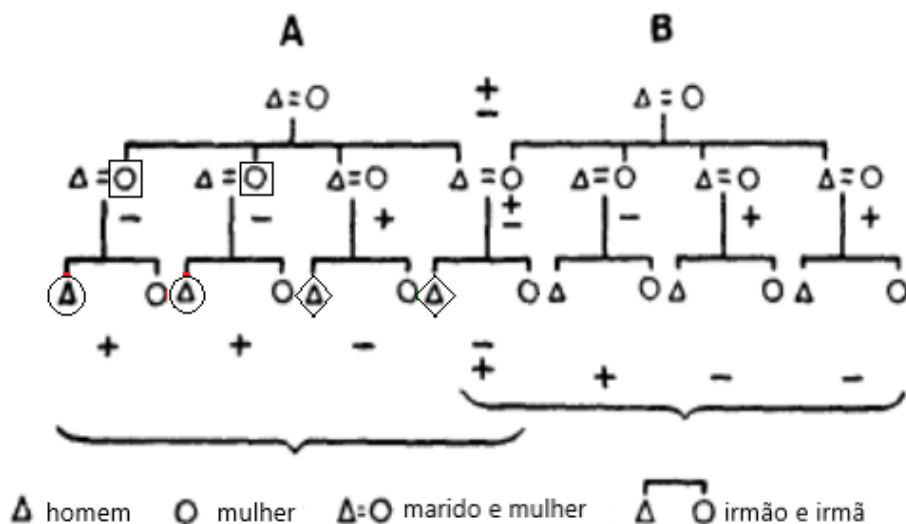 A B
+
-
- - + + - - + +
+ + - - + + - -
homem mulher marido e mulher irmão e irmã